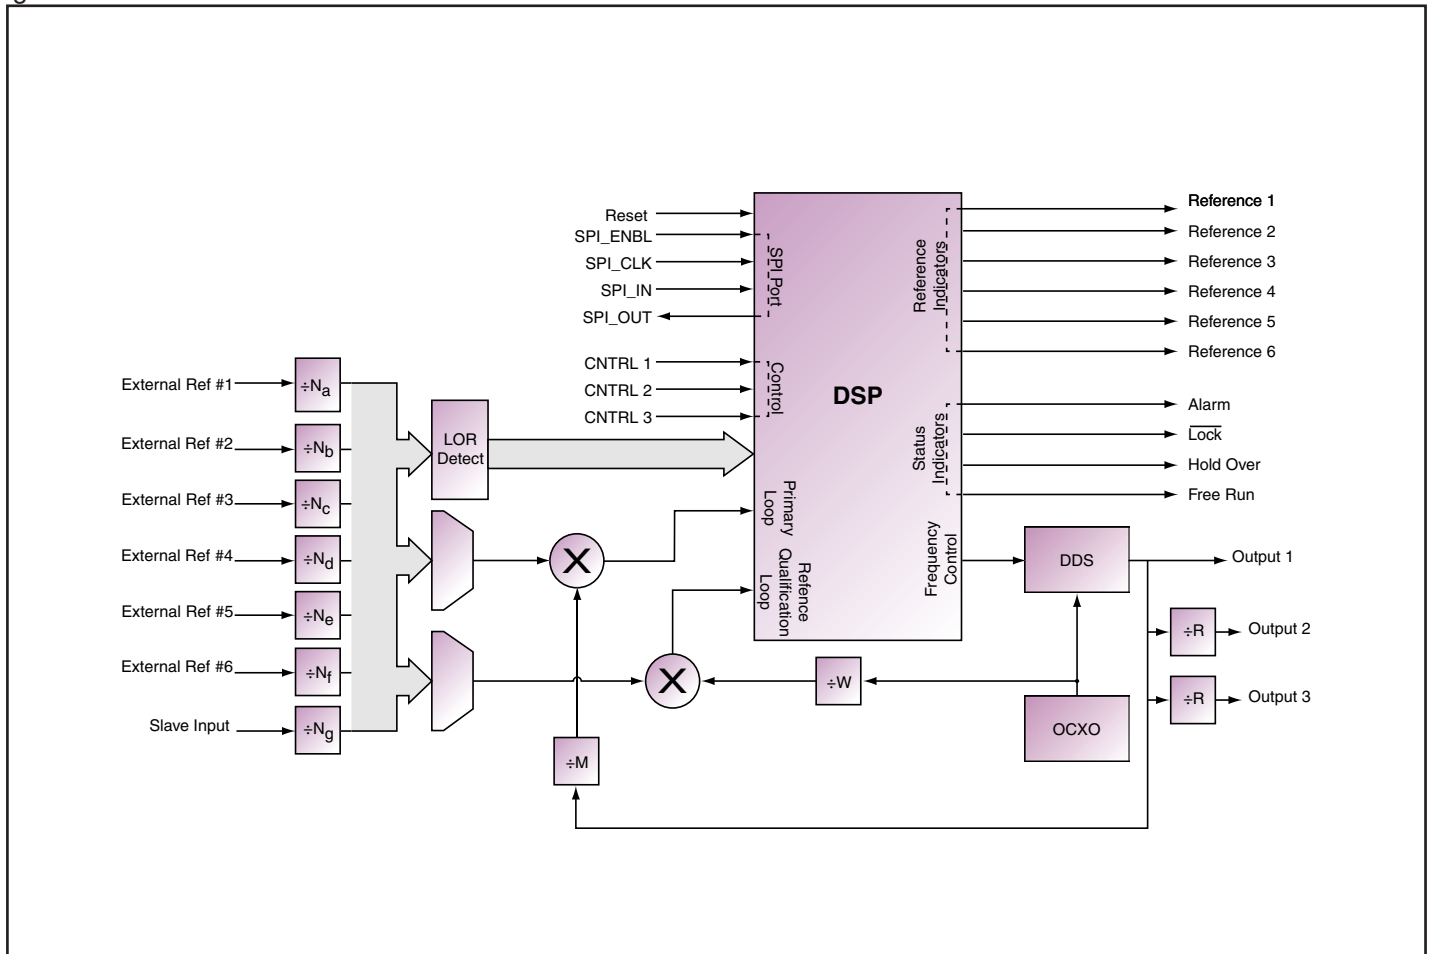 Reset
SPI_ENBL
SPI_CLK
SPI_IN
SPI_OUT
CNTRL 1
CNTRL 2
CNTRL 3
SPI Port
Control
DSP
Reference
Indicators
Status
Indicators
Frequency
Control
Primary
Loop
Refence
Qualification
Loop
Reference 1
Reference 2
Reference 3
Reference 4
Reference 5
Reference 6
Alarm
Lock
Hold Over
Free Run
External Ref #1
÷Na
External Ref #2
÷Nb
External Ref #3
÷Nc
External Ref #4
÷Nd
External Ref #5
÷Ne
External Ref #6
÷Nf
Slave Input
÷Ng
LOR
Detect
X
X
÷M
÷W
DDS
OCXO
Output 1
÷R
Output 2
÷R
Output 3